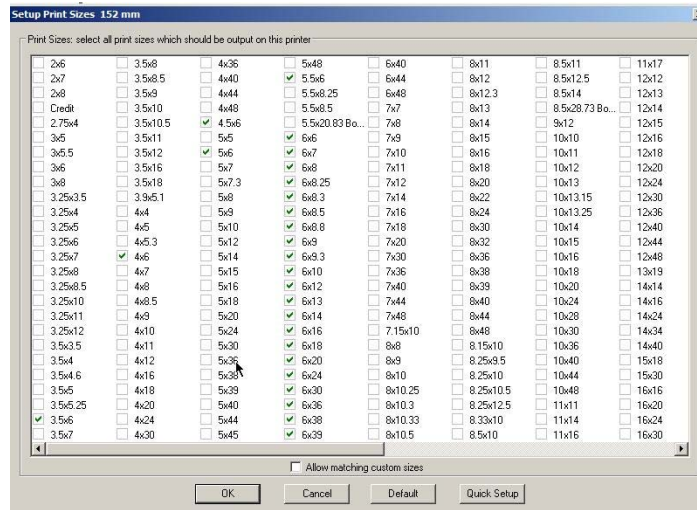 Setup Print Sizes 152 mm
Print Sizes: select all print sizes which should be output on this printer
2x6
2x7
2x8
Credit
2.75x4
3x5
3x5.5
3x6
3x8
3.25x3.5
3.25x4
3.25x5
3.25x6
3.25x7
3.25x8
3.25x8.5
3.25x10
3.25x11
3.25x12
3.5x3.5
3.5x4
3.5x4.6
3.5x5
3.5x5.25
3.5x6
3.5x7
3.5x8
3.5x8.5
3.5x9
3.5x10
3.5x10.5
3.5x11
3.5x12
3.5x16
3.5x18
3.9x5.1
4x4
4x5
4x5.3
4x6
4x7
4x8
4x8.5
4x9
4x10
4x11
4x12
4x16
4x18
4x20
4x24
4x30
4x36
4x40
4x44
4x48
4.5x6
5x5
5x6
5x7
5x7.3
5x8
5x9
5x10
5x12
5x14
5x15
5x16
5x18
5x20
5x24
5x30
5x36
5x38
5x39
5x40
5x44
5x45
5x48
5.5x6
5.5x8.25
5.5x8.5
5.5x20.83 Bo...
6x6
6x7
6x8
6x8.25
6x8.3
6x8.5
6x8.8
6x9
6x9.3
6x10
6x12
6x13
6x14
6x16
6x18
6x20
6x24
6x30
6x36
6x38
6x39
6x40
6x44
6x48
7x7
7x8
7x9
7x10
7x11
7x12
7x14
7x16
7x18
7x20
7x30
7x36
7x40
7x44
7x48
7.15x10
8x8
8x9
8x10
8x10.25
8x10.3
8x10.33
8x10.5
8x11
8x12
8x12.3
8x13
8x14
8x15
8x16
8x18
8x20
8x22
8x24
8x30
8x32
8x36
8x38
8x39
8x40
8x44
8x48
8.15x10
8.25x9.5
8.25x10
8.25x10.5
8.25x12.5
8.33x10
8.5x10
8.5x11
8.5x12.5
8.5x14
8.5x28.73 Bo...
9x12
10x10
10x11
10x12
10x13
10x13.15
10x13.25
10x14
10x15
10x16
10x18
10x20
10x24
10x28
10x30
10x36
10x40
10x44
10x48
11x11
11x14
11x16
11x17
12x12
12x13
12x14
12x15
12x16
12x18
12x20
12x24
12x30
12x36
12x40
12x44
12x48
13x19
14x14
14x16
14x24
14x34
14x40
15x18
15x30
16x16
16x20
16x24
16x30
Allow matching custom sizes
OK
Cancel
Default
Quick Setup